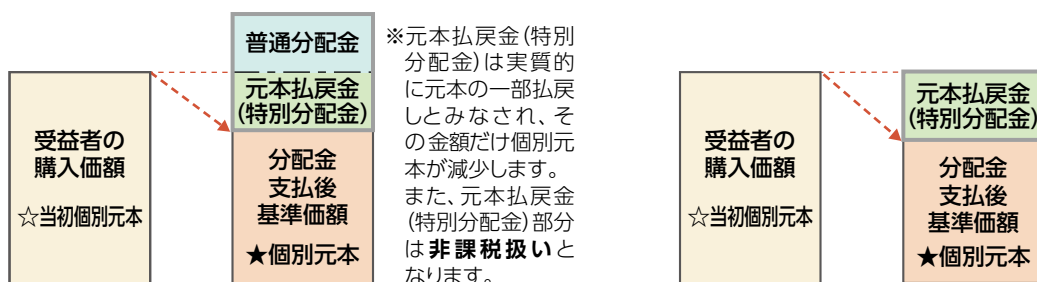 受益者の
購入価額
☆当初個別元本
普通分配金
元本払戻金
(特別分配金)
分配金
支払後
基準価額
★個別元本
※元本払戻金(特別
分配金)は実質的
に元本の一部払戻
しとみなされ、そ
の金額だけ個別元
本が減少します。
また、元本払戻金
(特別分配金)部分
は非課税扱いと
なります。
受益者の
購入価額
☆当初個別元本
元本払戻金
(特別分配金)
分配金
支払後
基準価額
★個別元本